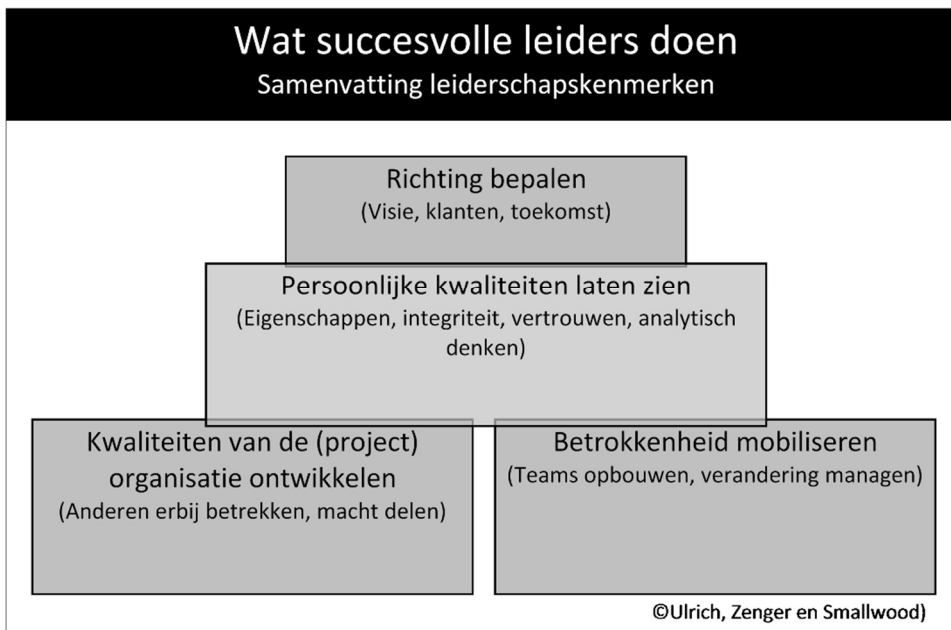 Wat succesvolle leiders doen
Samenvatting leiderschapskenmerken
Richting bepalen
(Visie, klanten, toekomst)
Persoonlijke kwaliteiten laten zien
(Eigenschappen, integriteit, vertrouwen, analytisch
denken)
Kwaliteiten van de (project)
organisatie ontwikkelen
(Anderen erbij betrekken, macht delen)
Betrokkenheid mobiliseren
(Teams opbouwen, verandering managen)
©Ulrich, Zenger en Smallwood)